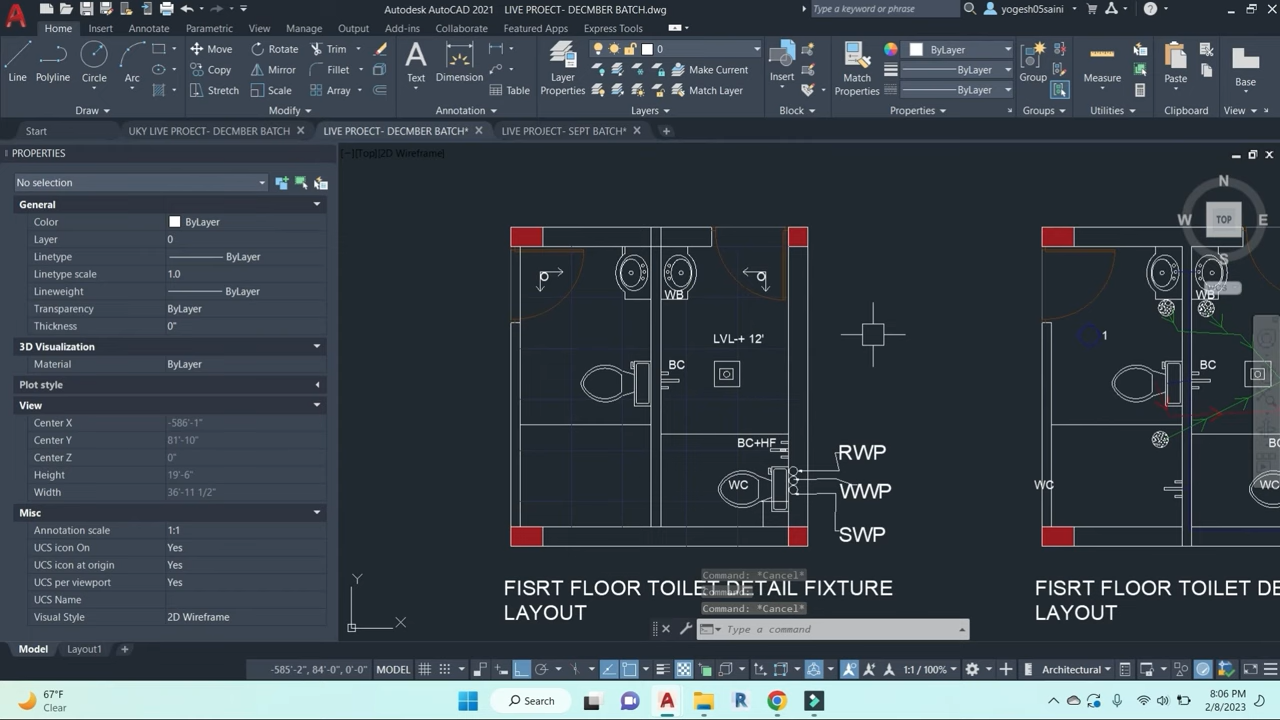 Autodesk AutoCAD 2021 LIVE PROECT- DECMBER BATCH.dwg
Type a keyword or phrase
yogesh05saini
Home Insert Annotate Parametric View Manage Output Add-ins Collaborate Featured Apps Express Tools
Line Polyline Circle Arc
Move Rotate Trim
Copy Mirror Fillet
Stretch Scale Array
Text Dimension Table
Layer Properties
0
Make Current
Match Layer
Insert
Match Properties
ByLayer
ByLayer
ByLayer
Group Measure Paste Base
Draw Modify Annotation Layers Block Properties Groups Utilities Clipboard View
Start UKY LIVE PROECT- DECMBER BATCH LIVE PROECT- DECMBER BATCH* LIVE PROJECT- SEPT BATCH*
PROPERTIES
[−][Top][2D Wireframe]
No selection
General
Color ByLayer
Layer 0
Linetype ByLayer
Linetype scale 1.0
Lineweight ByLayer
Transparency ByLayer
Thickness 0"
3D Visualization
Material ByLayer
Plot style
View
Center X -586'-1"
Center Y 81'-10"
Center Z 0"
Height 19'-6"
Width 36'-11 1/2"
Misc
Annotation scale 1:1
UCS icon On Yes
UCS icon at origin Yes
UCS per viewport Yes
UCS Name
Visual Style 2D Wireframe
N
W TOP E
S
WB
LVL-+ 12'
BC
BC+HF
WC
RWP
WWP
SWP
FISRT FLOOR TOILET DETAIL FIXTURE
LAYOUT
WB
1
BC
WC
WC
FISRT FLOOR TOILET DE
LAYOUT
Y
X
Command: *Cancel*
Command:
Command: *Cancel*
Type a command
Model Layout1
-585'-2", 84'-0", 0'-0" MODEL
1:1 / 100%
Architectural
67°F
Clear
Search
8:06 PM
2/8/2023